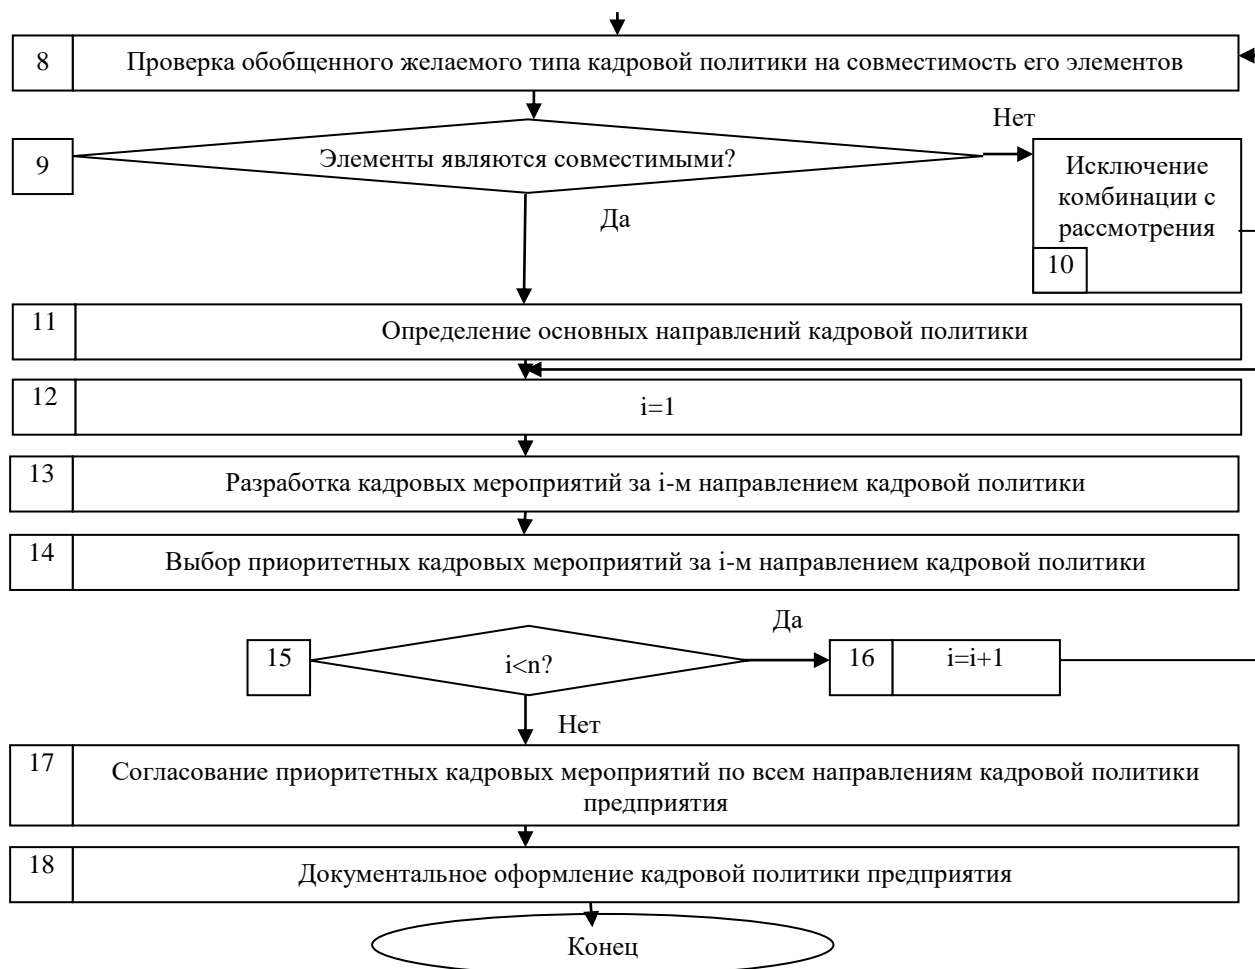 8
Проверка обобщенного желаемого типа кадровой политики на совместимость его элементов
Нет
9
Элементы являются совместимыми?
Исключение
комбинации с
рассмотрения
10
Да
11
Определение основных направлений кадровой политики
12
i=1
13
Разработка кадровых мероприятий за i-м направлением кадровой политики
14
Выбор приоритетных кадровых мероприятий за i-м направлением кадровой политики
Да
15
i<n?
16
i=i+1
Нет
17
Согласование приоритетных кадровых мероприятий по всем направлениям кадровой политики
предприятия
18
Документальное оформление кадровой политики предприятия
Конец